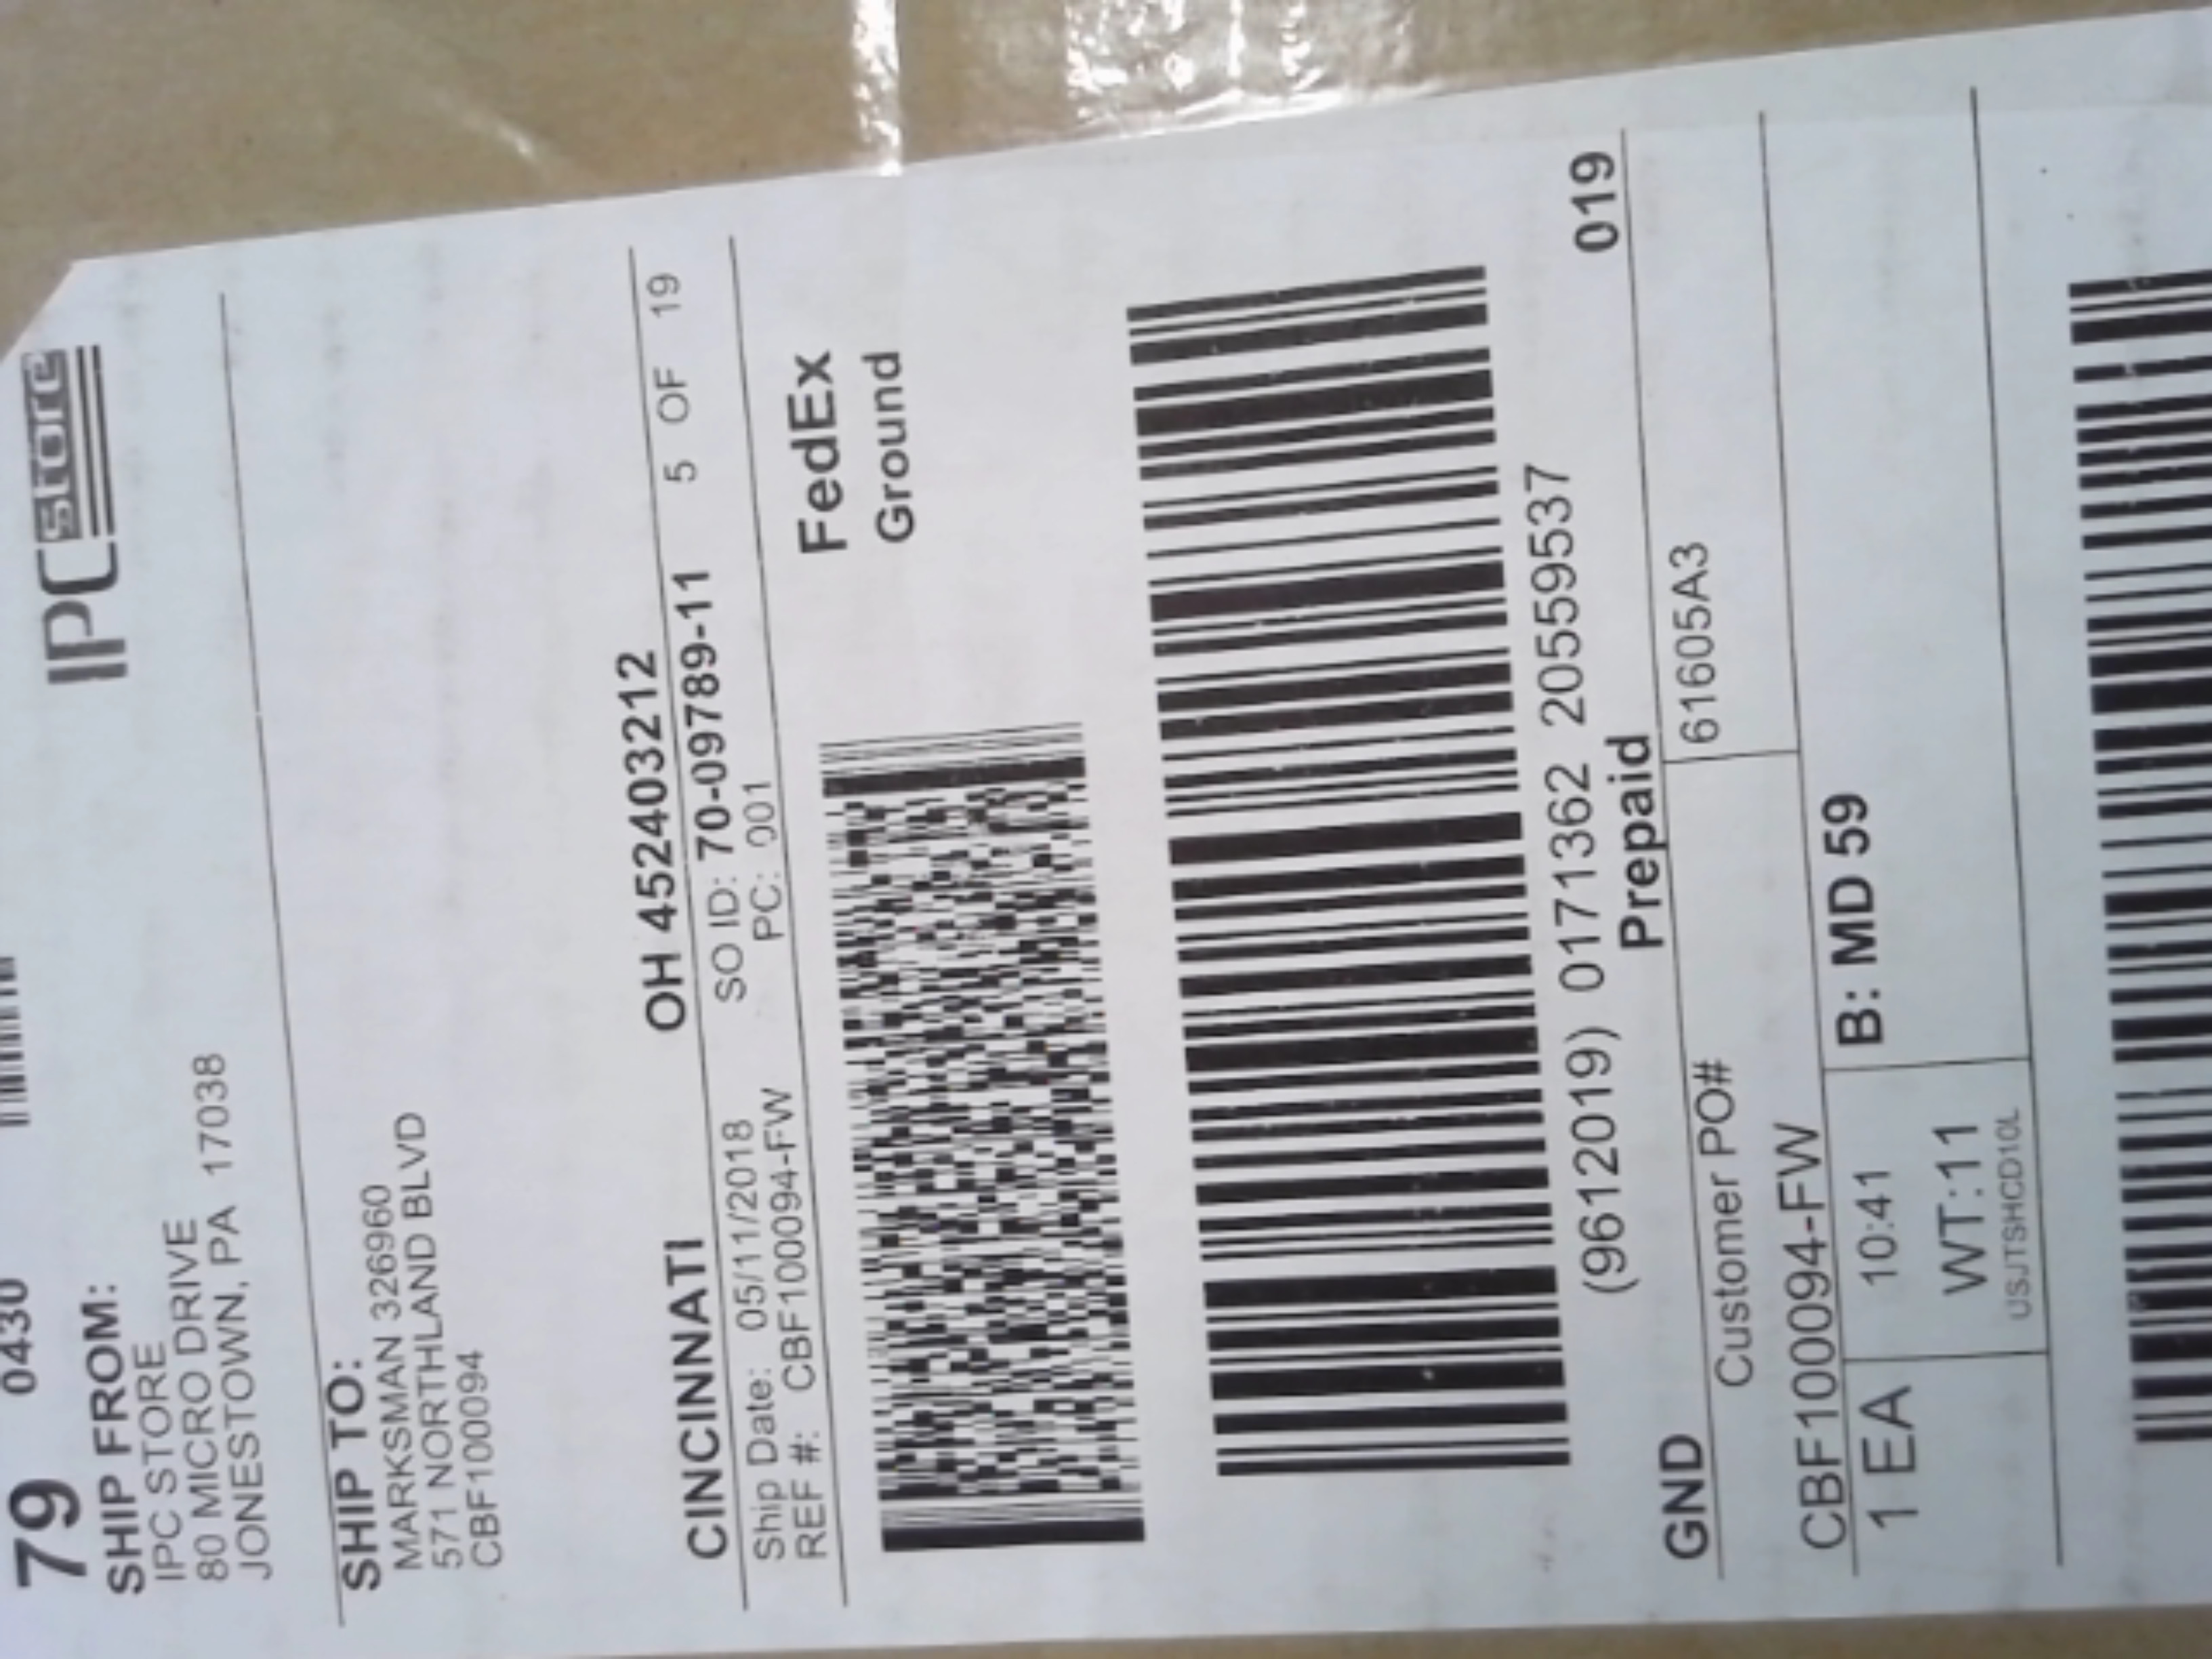 79 0430
SHIP FROM:
IPC STORE
80 MICRO DRIVE
JONESTOWN, PA 17038
IPC store
SHIP TO:
MARKSMAN 3269960
571 NORTHLAND BLVD
CBF100094
CINCINNATI OH 452403212
Ship Date: 05/11/2018 SO ID: 70-09789-11 5 OF 19
REF #: CBF100094-FW PC: 001
FedEx
Ground
(9612019) 0171362 20559537
Prepaid 019
GND
Customer PO# 61605A3
CBF100094-FW
1 EA 10:41 B: MD 59
WT:11
USJTSHCD10L